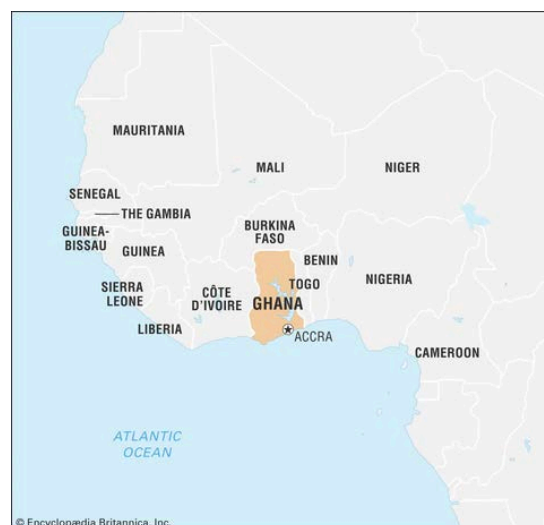 MAURITANIA
MALI
NIGER
SENEGAL
THE GAMBIA
GUINEA-
BISSAU
GUINEA
BURKINA
FASO
BENIN
NIGERIA
SIERRA
LEONE
CÔTE
D'IVOIRE
GHANA
TOGO
LIBERIA
ACCRA
CAMEROON
ATLANTIC
OCEAN
© Encyclopædia Britannica, Inc.